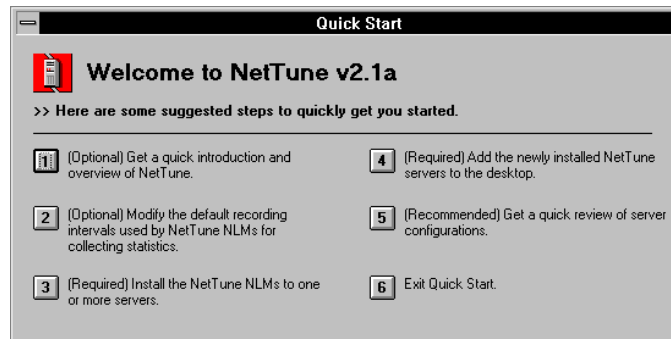 Quick Start
Welcome to NetTune v2.1a
>> Here are some suggested steps to quickly get you started.
1 (Optional) Get a quick introduction and
overview of NetTune.
2 (Optional) Modify the default recording
intervals used by NetTune NLMs for
collecting statistics.
3 (Required) Install the NetTune NLMs to one
or more servers.
4 (Required) Add the newly installed NetTune
servers to the desktop.
5 (Recommended) Get a quick review of server
configurations.
6 Exit Quick Start.